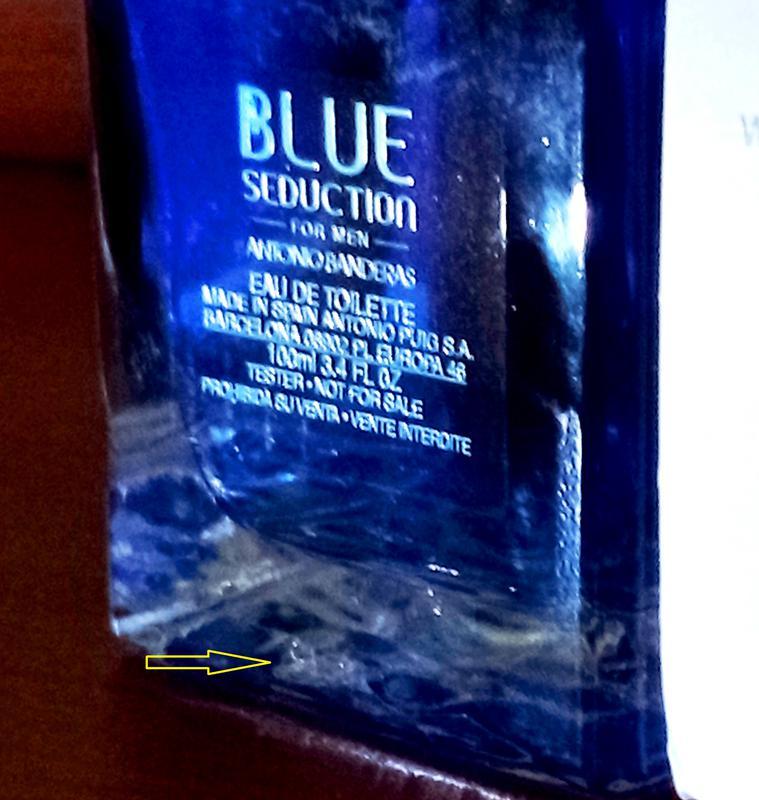 BLUE
SEDUCTION
FOR MEN
ANTONIO BANDERAS
EAU DE TOILETTE
MADE IN SPAIN ANTONIO PUIG S.A.
BARCELONA 08002 PL EUROPA 46
100ml 3.4 FL OZ
TESTER • NOT FOR SALE
PROHIBIDA SU VENTA • VENTE INTERDITE